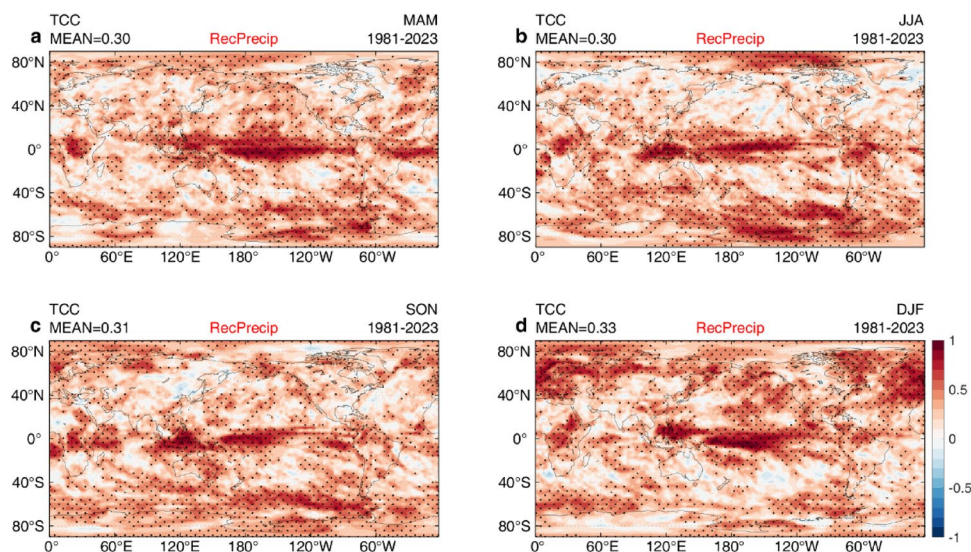 TCC MAM
a MEAN=0.30 RecPrecip 1981-2023
80°N
40°N
0°
40°S
80°S
0° 60°E 120°E 180° 120°W 60°W
TCC JJA
b MEAN=0.30 RecPrecip 1981-2023
80°N
40°N
0°
40°S
80°S
0° 60°E 120°E 180° 120°W 60°W
TCC SON
c MEAN=0.31 RecPrecip 1981-2023
80°N
40°N
0°
40°S
80°S
0° 60°E 120°E 180° 120°W 60°W
TCC DJF
d MEAN=0.33 RecPrecip 1981-2023
80°N
40°N
0°
40°S
80°S
0° 60°E 120°E 180° 120°W 60°W
1
0.5
0
-0.5
-1